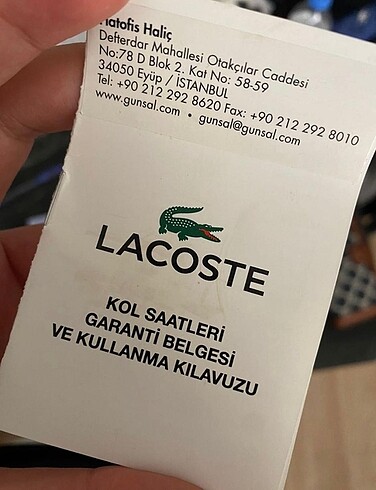 Hatofis Haliç
Defterdar Mahallesi Otakçılar Caddesi
No:78 D Blok 2. Kat No: 58-59
34050 Eyüp / İSTANBUL
Tel: +90 212 292 8620 Fax: +90 212 292 8010
www.gunsal.com • gunsal@gunsal.com
LACOSTE
KOL SAATLERİ
GARANTİ BELGESİ
VE KULLANMA KILAVUZU